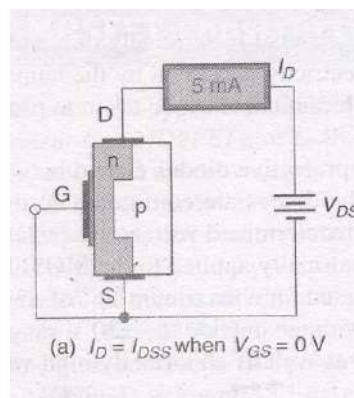 I_D
5 mA
D
n
G
p
V_DS
S
(a) I_D = I_DSS when V_GS = 0 V